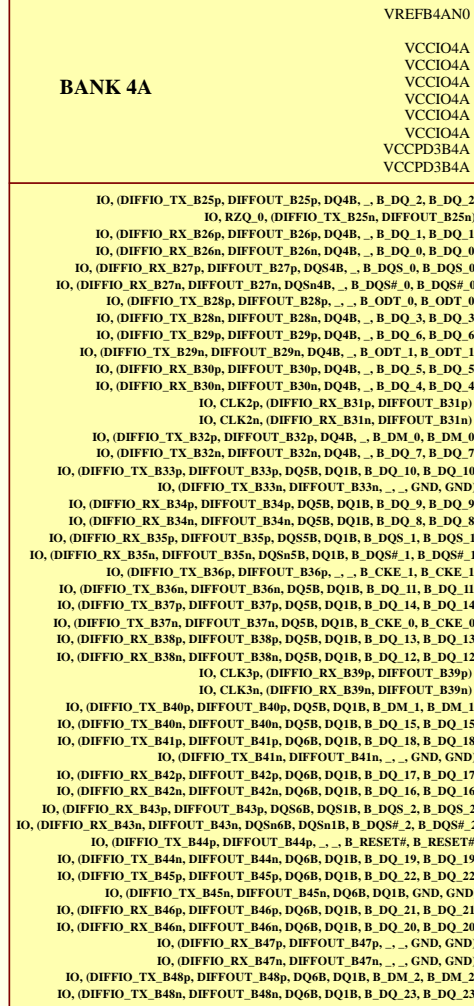 VREFB4AN0
VCCIO4A
VCCIO4A
VCCIO4A
VCCIO4A
VCCIO4A
VCCIO4A
VCCPD3B4A
VCCPD3B4A
BANK 4A
IO, (DIFFIO_TX_B25p, DIFFOUT_B25p, DQ4B, _, B_DQ_2, B_DQ_2
IO, RZQ_0, (DIFFIO_TX_B25n, DIFFOUT_B25n)
IO, (DIFFIO_RX_B26p, DIFFOUT_B26p, DQ4B, _, B_DQ_1, B_DQ_1
IO, (DIFFIO_RX_B26n, DIFFOUT_B26n, DQ4B, _, B_DQ_0, B_DQ_0
IO, (DIFFIO_RX_B27p, DIFFOUT_B27p, DQS4B, _, B_DQS_0, B_DQS_0
IO, (DIFFIO_RX_B27n, DIFFOUT_B27n, DQSn4B, _, B_DQS#_0, B_DQS#_0
IO, (DIFFIO_TX_B28p, DIFFOUT_B28p, _, _, B_ODT_0, B_ODT_0
IO, (DIFFIO_TX_B28n, DIFFOUT_B28n, DQ4B, _, B_DQ_3, B_DQ_3
IO, (DIFFIO_TX_B29p, DIFFOUT_B29p, DQ4B, _, B_DQ_6, B_DQ_6
IO, (DIFFIO_TX_B29n, DIFFOUT_B29n, DQ4B, _, B_ODT_1, B_ODT_1
IO, (DIFFIO_RX_B30p, DIFFOUT_B30p, DQ4B, _, B_DQ_5, B_DQ_5
IO, (DIFFIO_RX_B30n, DIFFOUT_B30n, DQ4B, _, B_DQ_4, B_DQ_4
IO, CLK2p, (DIFFIO_RX_B31p, DIFFOUT_B31p)
IO, CLK2n, (DIFFIO_RX_B31n, DIFFOUT_B31n)
IO, (DIFFIO_TX_B32p, DIFFOUT_B32p, DQ4B, _, B_DM_0, B_DM_0
IO, (DIFFIO_TX_B32n, DIFFOUT_B32n, DQ4B, _, B_DQ_7, B_DQ_7
IO, (DIFFIO_TX_B33p, DIFFOUT_B33p, DQ5B, DQ1B, B_DQ_10, B_DQ_10
IO, (DIFFIO_TX_B33n, DIFFOUT_B33n, _, _, GND, GND)
IO, (DIFFIO_RX_B34p, DIFFOUT_B34p, DQ5B, DQ1B, B_DQ_9, B_DQ_9
IO, (DIFFIO_RX_B34n, DIFFOUT_B34n, DQ5B, DQ1B, B_DQ_8, B_DQ_8
IO, (DIFFIO_RX_B35p, DIFFOUT_B35p, DQS5B, DQ1B, B_DQS_1, B_DQS_1
IO, (DIFFIO_RX_B35n, DIFFOUT_B35n, DQSn5B, DQ1B, B_DQS#_1, B_DQS#_1
IO, (DIFFIO_TX_B36p, DIFFOUT_B36p, _, _, B_CKE_1, B_CKE_1
IO, (DIFFIO_TX_B36n, DIFFOUT_B36n, DQ5B, DQ1B, B_DQ_11, B_DQ_11
IO, (DIFFIO_TX_B37p, DIFFOUT_B37p, DQ5B, DQ1B, B_DQ_14, B_DQ_14
IO, (DIFFIO_TX_B37n, DIFFOUT_B37n, DQ5B, DQ1B, B_CKE_0, B_CKE_0
IO, (DIFFIO_RX_B38p, DIFFOUT_B38p, DQ5B, DQ1B, B_DQ_13, B_DQ_13
IO, (DIFFIO_RX_B38n, DIFFOUT_B38n, DQ5B, DQ1B, B_DQ_12, B_DQ_12
IO, CLK3p, (DIFFIO_RX_B39p, DIFFOUT_B39p)
IO, CLK3n, (DIFFIO_RX_B39n, DIFFOUT_B39n)
IO, (DIFFIO_TX_B40p, DIFFOUT_B40p, DQ5B, DQ1B, B_DM_1, B_DM_1
IO, (DIFFIO_TX_B40n, DIFFOUT_B40n, DQ5B, DQ1B, B_DQ_15, B_DQ_15
IO, (DIFFIO_TX_B41p, DIFFOUT_B41p, DQ6B, DQ1B, B_DQ_18, B_DQ_18
IO, (DIFFIO_TX_B41n, DIFFOUT_B41n, _, _, GND, GND)
IO, (DIFFIO_RX_B42p, DIFFOUT_B42p, DQ6B, DQ1B, B_DQ_17, B_DQ_17
IO, (DIFFIO_RX_B42n, DIFFOUT_B42n, DQ6B, DQ1B, B_DQ_16, B_DQ_16
IO, (DIFFIO_RX_B43p, DIFFOUT_B43p, DQS6B, DQS1B, B_DQS_2, B_DQS_2
IO, (DIFFIO_RX_B43n, DIFFOUT_B43n, DQSn6B, DQSn1B, B_DQS#_2, B_DQS#_2
IO, (DIFFIO_TX_B44p, DIFFOUT_B44p, _, _, B_RESET#, B_RESET#
IO, (DIFFIO_TX_B44n, DIFFOUT_B44n, DQ6B, DQ1B, B_DQ_19, B_DQ_19
IO, (DIFFIO_TX_B45p, DIFFOUT_B45p, DQ6B, DQ1B, B_DQ_22, B_DQ_22
IO, (DIFFIO_TX_B45n, DIFFOUT_B45n, DQ6B, DQ1B, GND, GND
IO, (DIFFIO_RX_B46p, DIFFOUT_B46p, DQ6B, DQ1B, B_DQ_21, B_DQ_21
IO, (DIFFIO_RX_B46n, DIFFOUT_B46n, DQ6B, DQ1B, B_DQ_20, B_DQ_20
IO, (DIFFIO_RX_B47p, DIFFOUT_B47p, _, _, GND, GND)
IO, (DIFFIO_RX_B47n, DIFFOUT_B47n, _, _, GND, GND)
IO, (DIFFIO_TX_B48p, DIFFOUT_B48p, DQ6B, DQ1B, B_DM_2, B_DM_2
IO, (DIFFIO_TX_B48n, DIFFOUT_B48n, DQ6B, DQ1B, B_DQ_23, B_DQ_23